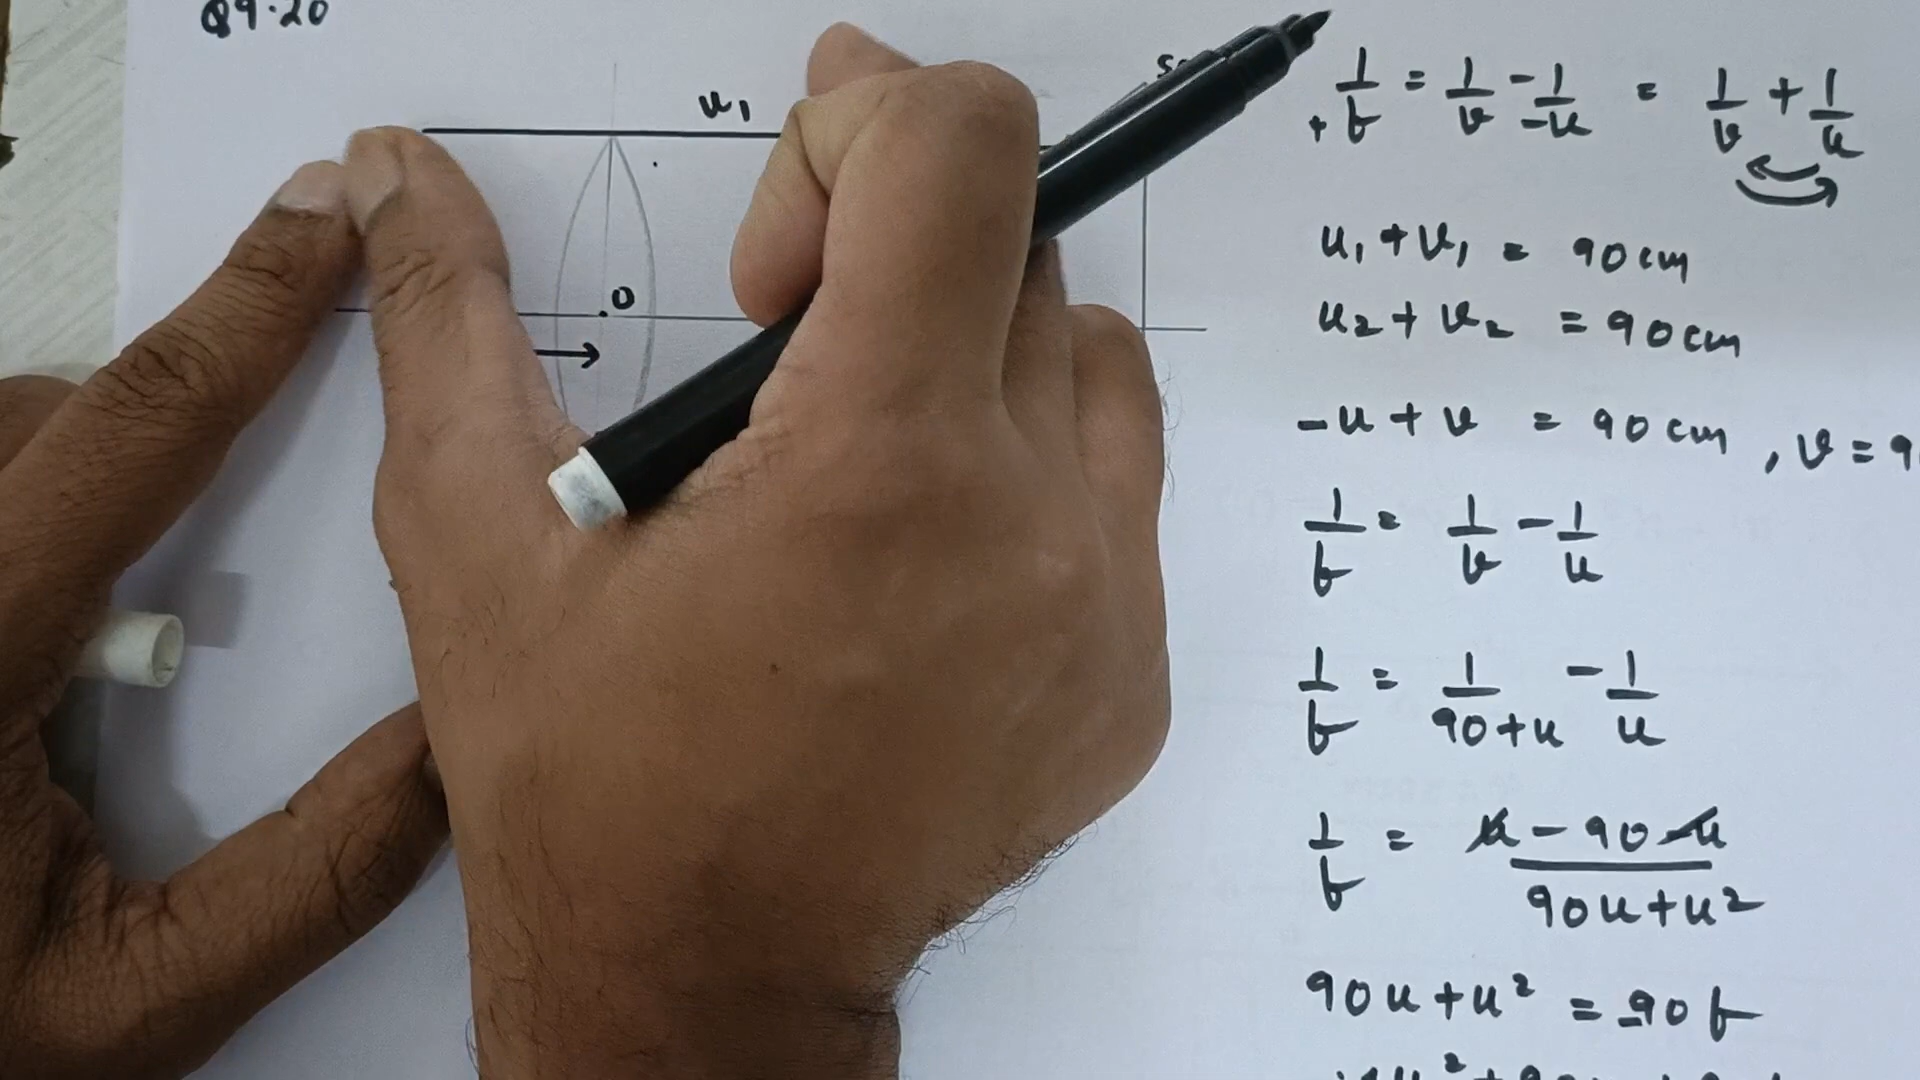 Q9.20
u₁
O
+ 1/f = 1/v - 1/-u = 1/v + 1/u
u₁ + v₁ = 90 cm
u₂ + v₂ = 90 cm
-u + v = 90 cm , v = 9
1/f = 1/v - 1/u
1/f = 1/90+u - 1/u
1/f = u - 90 - u / 90u + u²
90u + u² = -90 f